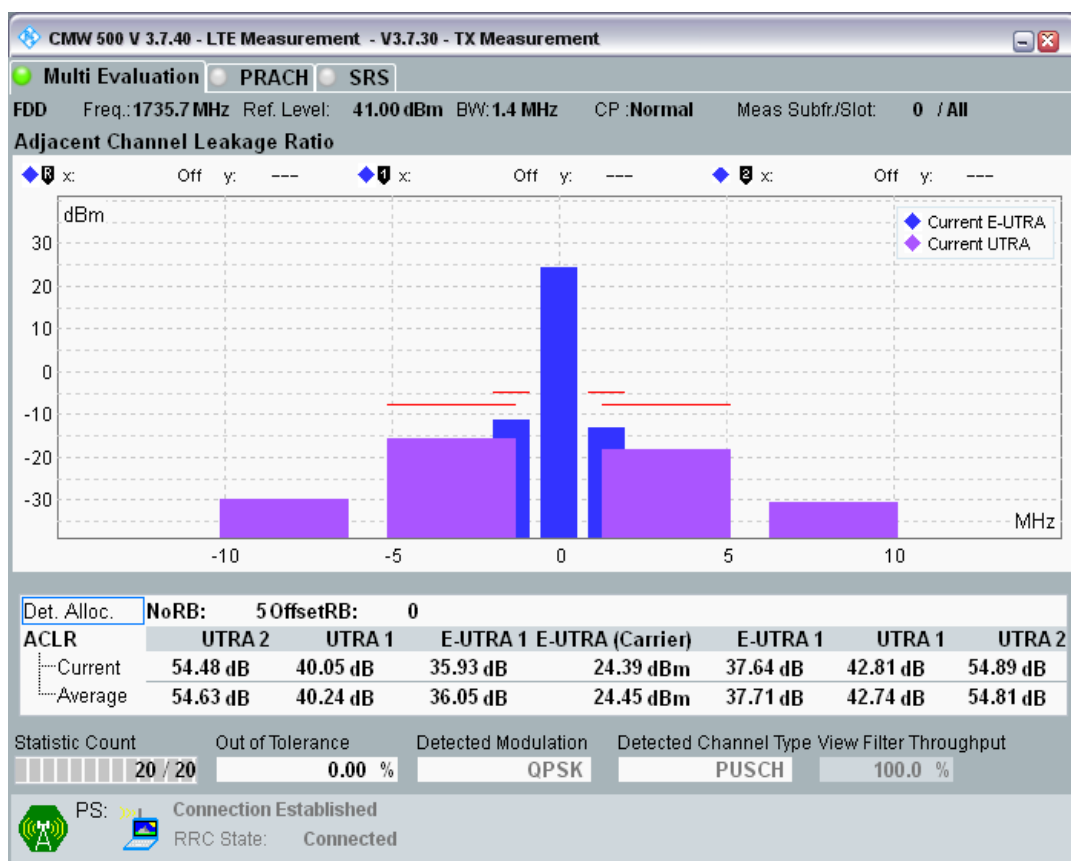 CMW 500 V 3.7.40 - LTE Measurement - V3.7.30 - TX Measurement
Multi Evaluation PRACH SRS
FDD Freq.: 1735.7 MHz Ref. Level: 41.00 dBm BW: 1.4 MHz CP : Normal Meas Subfr./Slot: 0 / All
Adjacent Channel Leakage Ratio
R x: Off y: --- 1 x: Off y: --- 2 x: Off y: ---
dBm
Current E-UTRA
Current UTRA
30
20
10
0
-10
-20
-30
MHz
-10 -5 0 5 10
Det. Alloc. NoRB: 5 OffsetRB: 0
ACLR UTRA 2 UTRA 1 E-UTRA 1 E-UTRA (Carrier) E-UTRA 1 UTRA 1 UTRA 2
Current 54.48 dB 40.05 dB 35.93 dB 24.39 dBm 37.64 dB 42.81 dB 54.89 dB
Average 54.63 dB 40.24 dB 36.05 dB 24.45 dBm 37.71 dB 42.74 dB 54.81 dB
Statistic Count Out of Tolerance Detected Modulation Detected Channel Type View Filter Throughput
20 / 20 0.00 % QPSK PUSCH 100.0 %
PS: Connection Established
RRC State: Connected